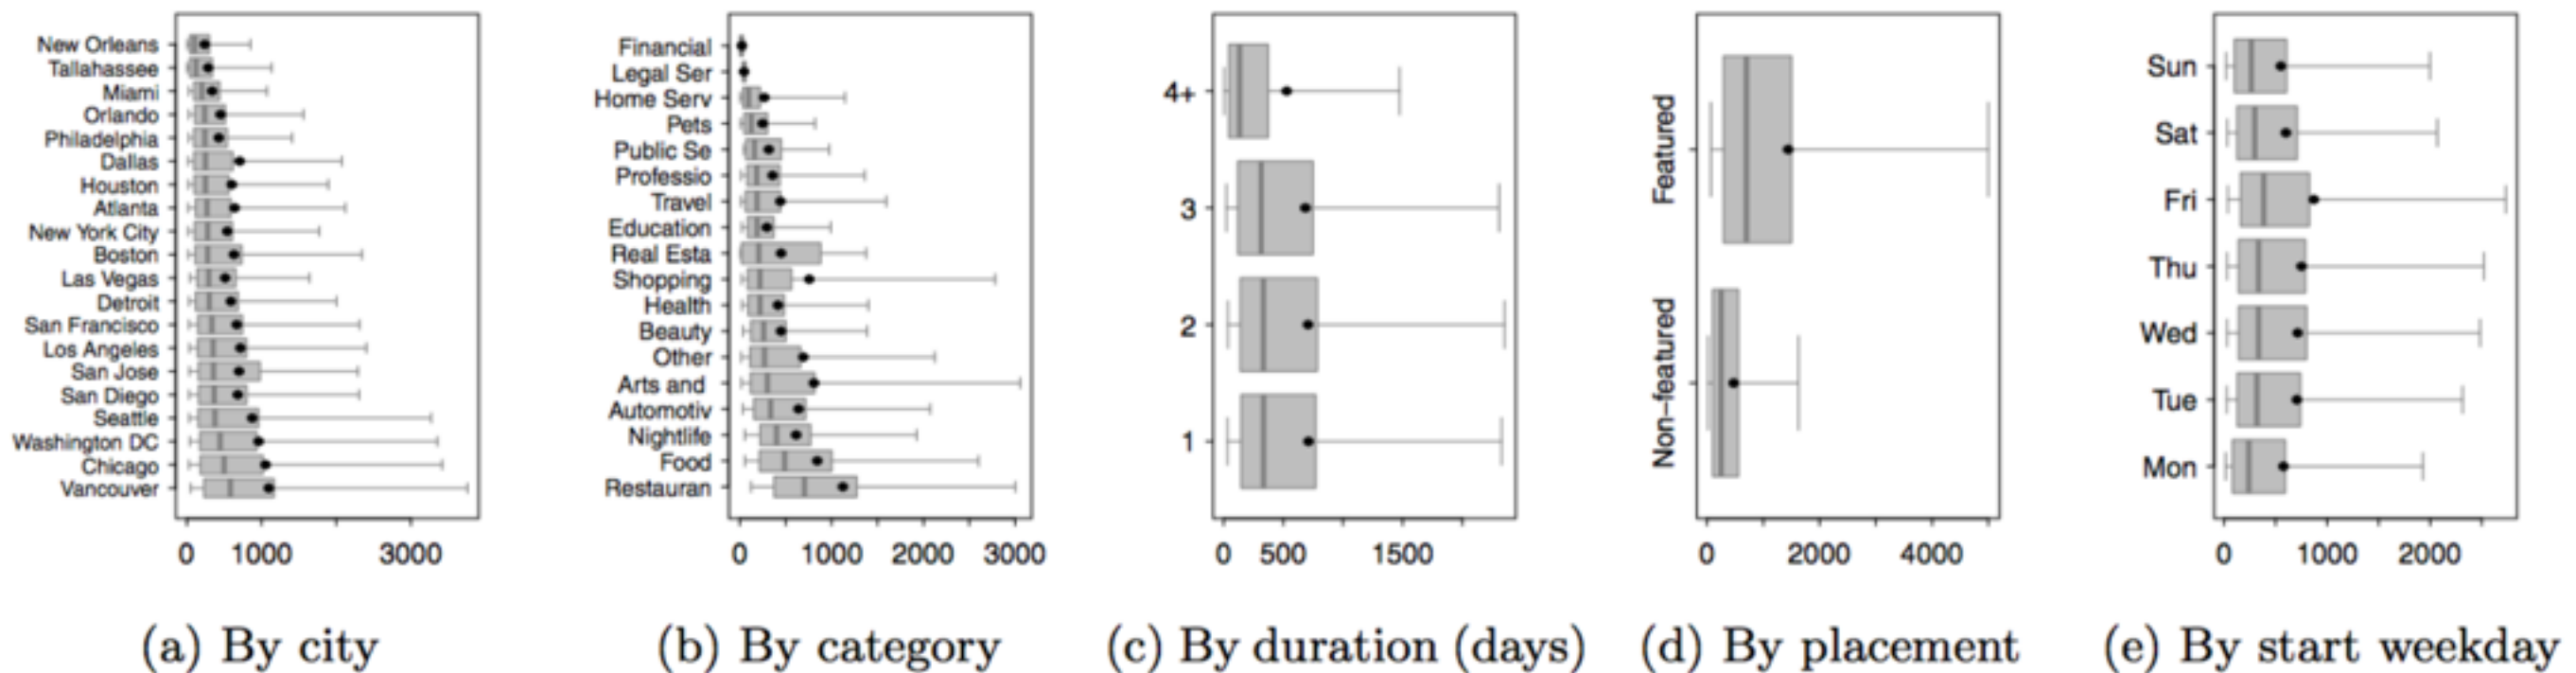 New Orleans
Tallahassee
Miami
Orlando
Philadelphia
Dallas
Houston
Atlanta
New York City
Boston
Las Vegas
Detroit
San Francisco
Los Angeles
San Jose
San Diego
Seattle
Washington DC
Chicago
Vancouver
0 1000 3000
(a) By city
Financial
Legal Ser
Home Serv
Pets
Public Se
Professio
Travel
Education
Real Esta
Shopping
Health
Beauty
Other
Arts and
Automotiv
Nightlife
Food
Restauran
0 1000 2000 3000
(b) By category
4+
3
2
1
0 500 1500
(c) By duration (days)
Featured
Non-featured
0 2000 4000
(d) By placement
Sun
Sat
Fri
Thu
Wed
Tue
Mon
0 1000 2000
(e) By start weekday